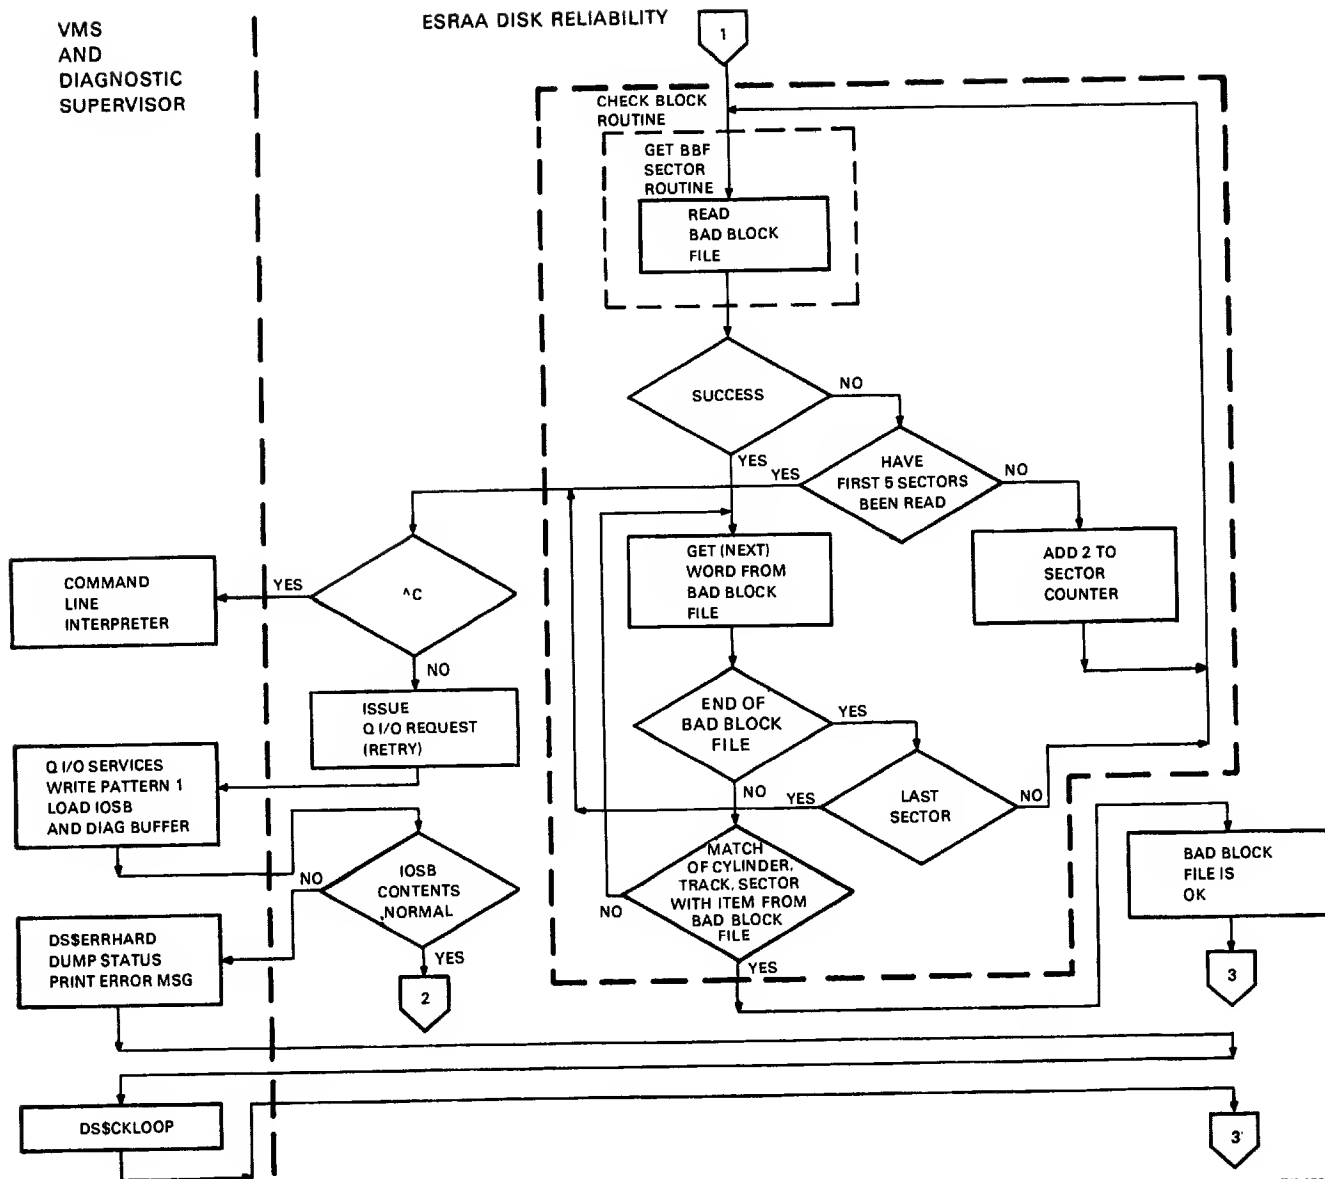 VMS
AND
DIAGNOSTIC
SUPERVISOR
ESRAA DISK RELIABILITY
1
CHECK BLOCK
ROUTINE
GET BBF
SECTOR
ROUTINE
READ
BAD BLOCK
FILE
SUCCESS
NO
YES
HAVE
FIRST 5 SECTORS
BEEN READ
YES
NO
GET (NEXT)
WORD FROM
BAD BLOCK
FILE
ADD 2 TO
SECTOR
COUNTER
^C
YES
NO
COMMAND
LINE
INTERPRETER
ISSUE
Q I/O REQUEST
(RETRY)
END OF
BAD BLOCK
FILE
YES
NO
Q I/O SERVICES
WRITE PATTERN 1
LOAD IOSB
AND DIAG BUFFER
LAST
SECTOR
YES
NO
IOSB
CONTENTS
NORMAL
NO
YES
MATCH
OF CYLINDER,
TRACK, SECTOR
WITH ITEM FROM
BAD BLOCK
FILE
NO
YES
BAD BLOCK
FILE IS
OK
DS$ERRHARD
DUMP STATUS
PRINT ERROR MSG
2
3
DS$CKLOOP
3